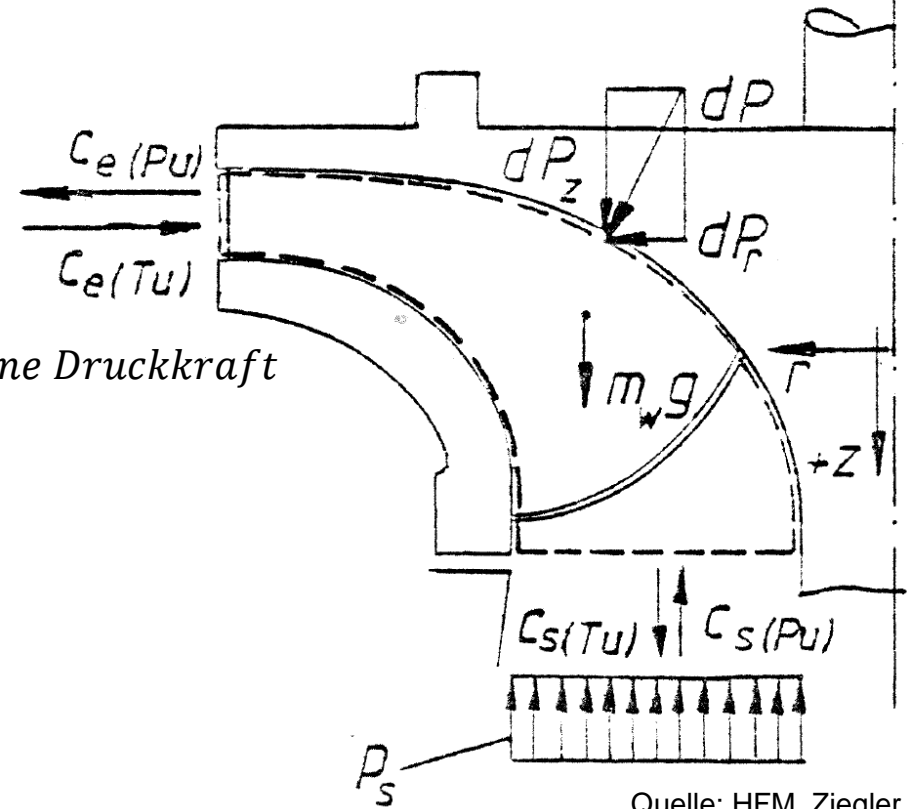 dP
c_e (Pu)
dP_z
dP_r
c_e (Tu)
ne Druckkraft
r
m_w g
+z
c_s(Tu) c_s(Pu)
p_s
Quelle: HFM, Ziegler